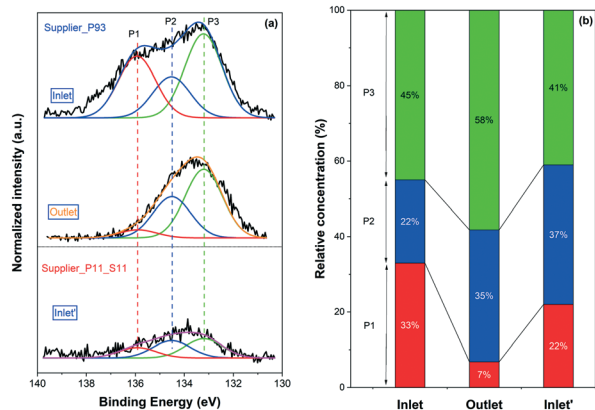 Supplier_P93
P1
P2
P3
(a)
Inlet
Outlet
Supplier_P11_S11
Inlet'
Normalized intensity (a.u.)
140
138
136
134
132
130
Binding Energy (eV)
(b)
Relative concentration (%)
100
80
60
40
20
0
P3
P2
P1
45%
22%
33%
58%
35%
7%
41%
37%
22%
Inlet
Outlet
Inlet'